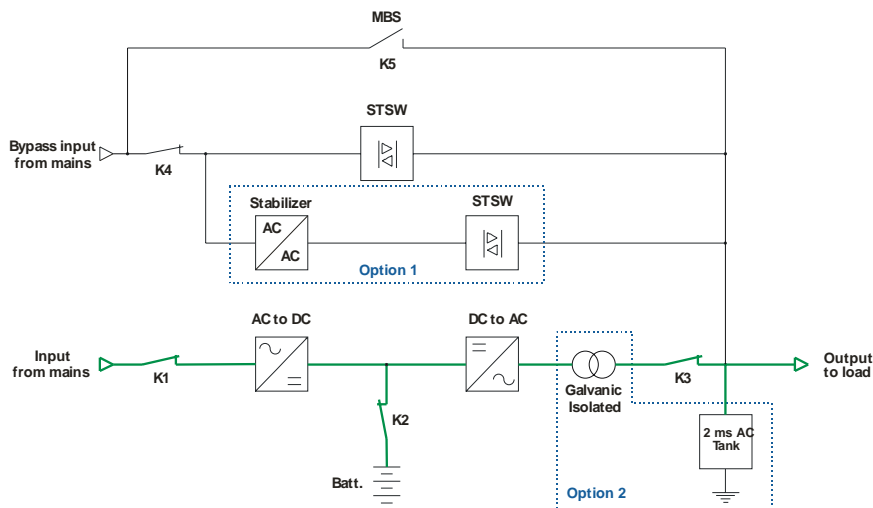 MBS
K5
STSW
Bypass input
from mains
K4
Stabilizer
STSW
AC
AC
Option 1
AC to DC
DC to AC
Input
from mains
K1
K3
Output
to load
Galvanic
Isolated
K2
2 ms AC
Tank
Batt.
Option 2